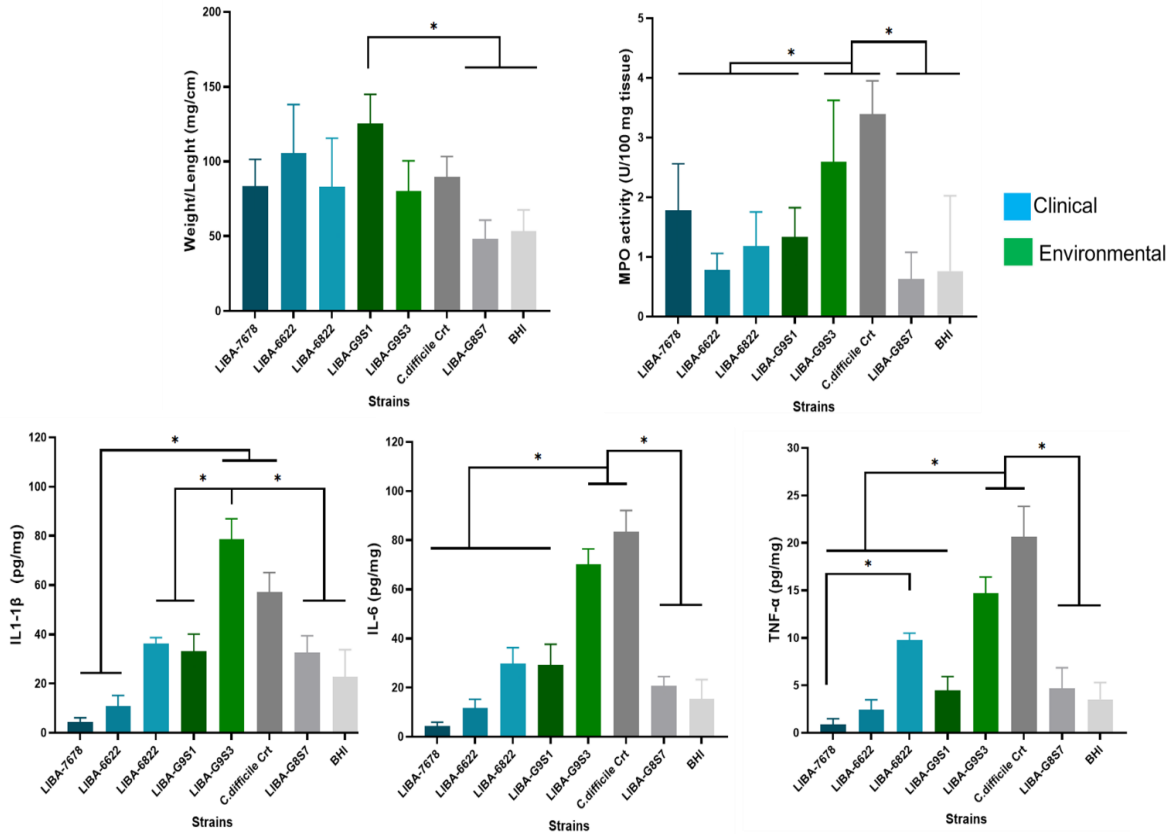 Weight/Lenght (mg/cm)
200
150
100
50
0
*
LIBA-7678
LIBA-6622
LIBA-6822
LIBA-G9S1
LIBA-G9S3
C.difficile Crt
LIBA-G8S7
BHI
Strains
MPO activity (U/100 mg tissue)
5
4
3
2
1
0
*
*
LIBA-7678
LIBA-6622
LIBA-6822
LIBA-G9S1
LIBA-G9S3
C.difficile Crt
LIBA-G8S7
BHI
Strains
Clinical
Environmental
IL1-1β (pg/mg)
120
100
80
60
40
20
0
*
*
*
LIBA-7678
LIBA-6622
LIBA-6822
LIBA-G9S1
LIBA-G9S3
C.difficile Crt
LIBA-G8S7
BHI
Strains
IL-6 (pg/mg)
120
100
80
60
40
20
0
*
*
LIBA-7678
LIBA-6622
LIBA-6822
LIBA-G9S1
LIBA-G9S3
C.difficile Crt
LIBA-G8S7
BHI
Strains
TNF-α (pg/mg)
30
25
20
15
10
5
0
*
*
*
LIBA-7678
LIBA-6622
LIBA-6822
LIBA-G9S1
LIBA-G9S3
C.difficile Crt
LIBA-G8S7
BHI
Strains